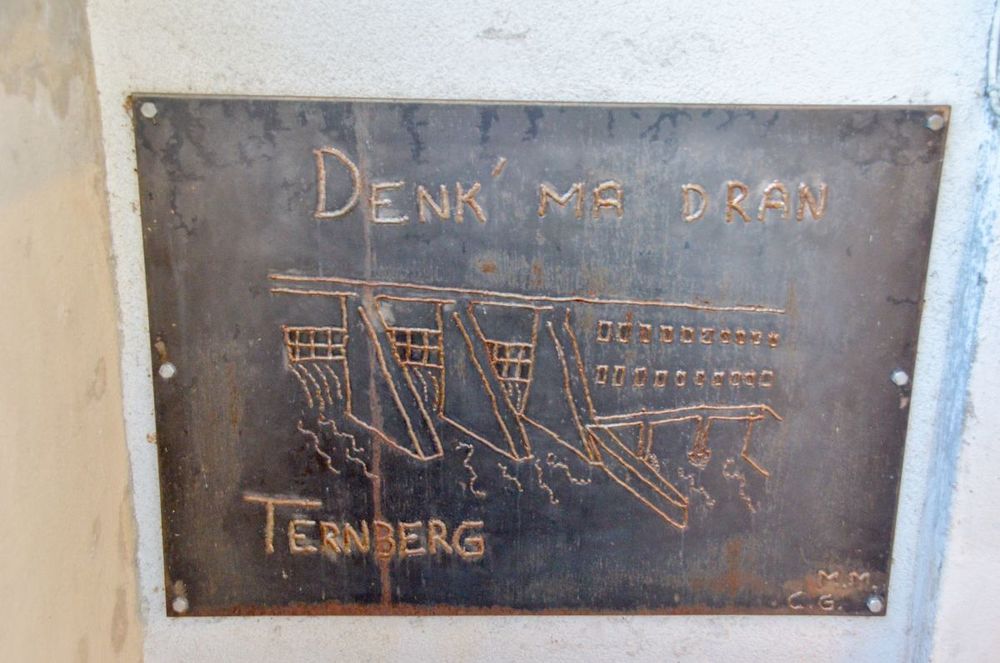 DENK' MA DRAN
TERNBERG
M.M.
C.G.